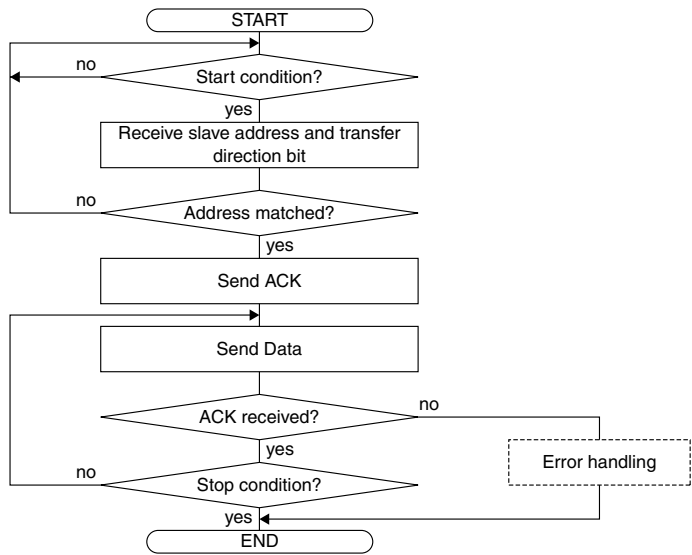 START
no
Start condition?
yes
Receive slave address and transfer
direction bit
no
Address matched?
yes
Send ACK
Send Data
ACK received?
no
yes
Error handling
no
Stop condition?
yes
END